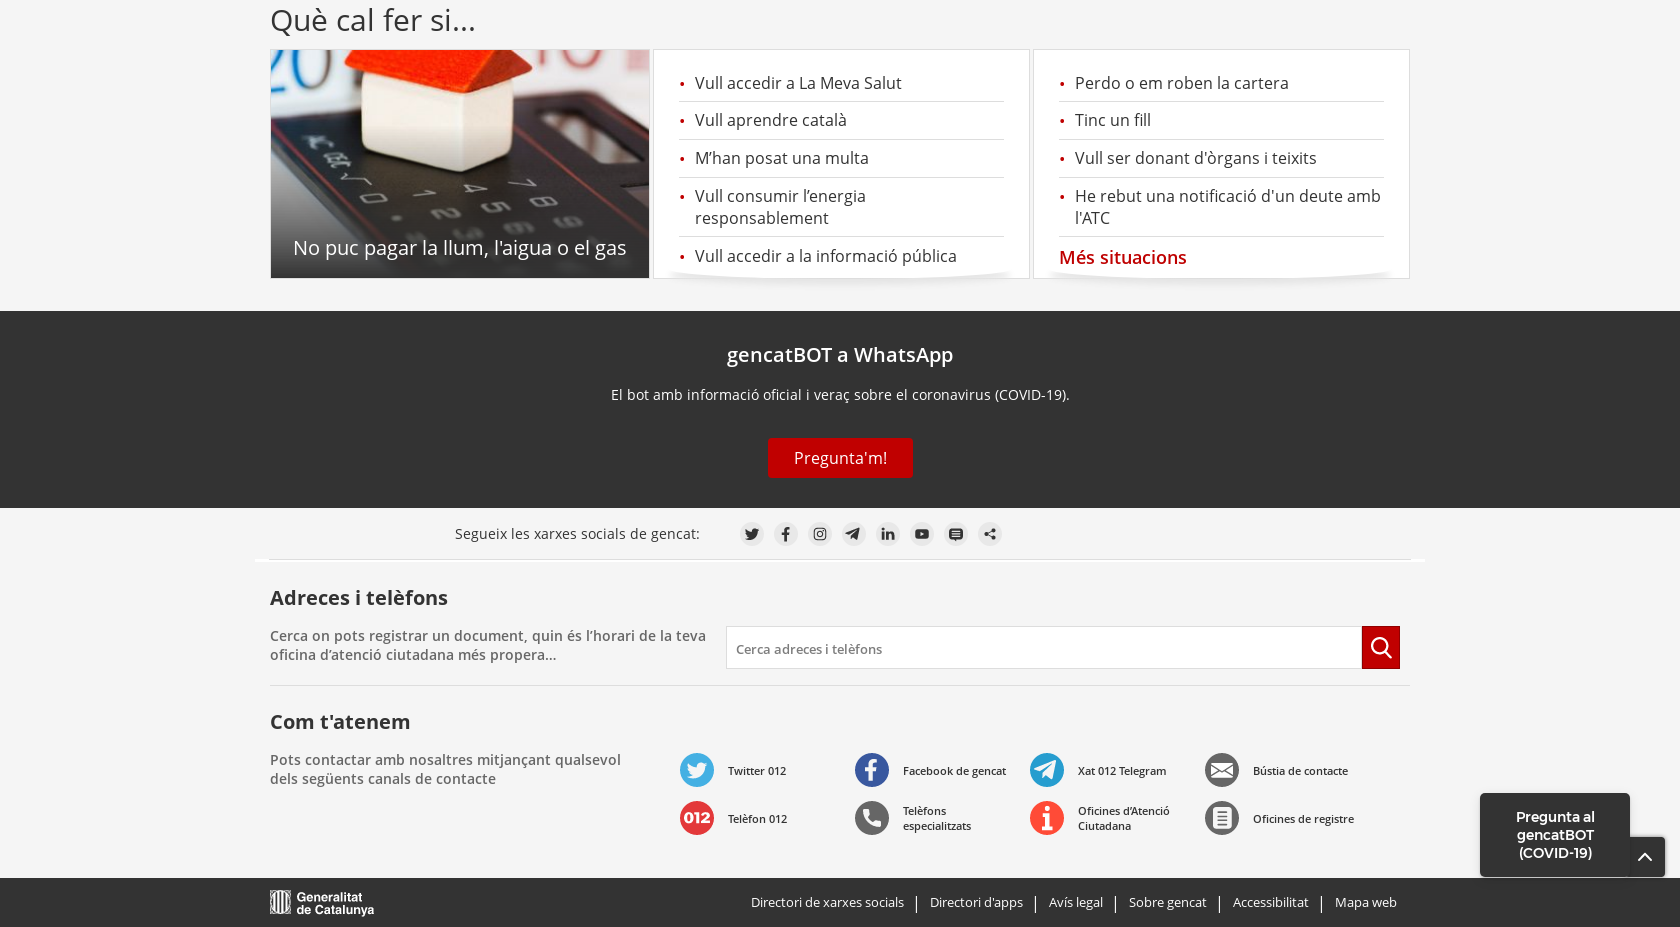 Què cal fer si...
No puc pagar la llum, l'aigua o el gas
Vull accedir a La Meva Salut
Vull aprendre català
M’han posat una multa
Vull consumir l’energia
responsablement
Vull accedir a la informació pública
Perdo o em roben la cartera
Tinc un fill
Vull ser donant d'òrgans i teixits
He rebut una notificació d'un deute amb
l'ATC
Més situacions
gencatBOT a WhatsApp
El bot amb informació oficial i veraç sobre el coronavirus (COVID-19).
Pregunta'm!
Segueix les xarxes socials de gencat:
Adreces i telèfons
Cerca on pots registrar un document, quin és l’horari de la teva
oficina d’atenció ciutadana més propera...
Cerca adreces i telèfons
Com t'atenem
Pots contactar amb nosaltres mitjançant qualsevol
dels següents canals de contacte
Twitter 012
Facebook de gencat
Xat 012 Telegram
Bústia de contacte
012
Telèfon 012
Telèfons
especialitzats
Oficines d’Atenció
Ciutadana
Oficines de registre
Pregunta al
gencatBOT
(COVID-19)
Generalitat
de Catalunya
Directori de xarxes socials
Directori d'apps
Avís legal
Sobre gencat
Accessibilitat
Mapa web